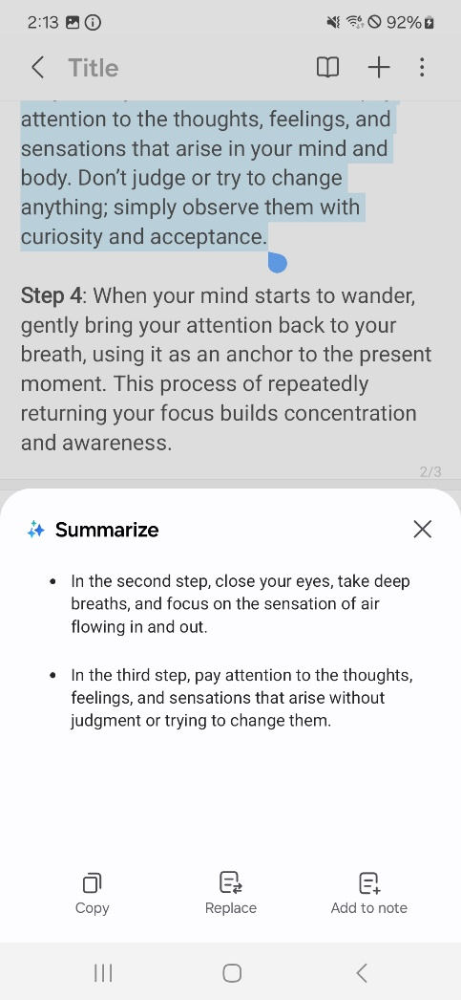 2:13 92%
Title
attention to the thoughts, feelings, and
sensations that arise in your mind and
body. Don’t judge or try to change
anything; simply observe them with
curiosity and acceptance.
Step 4: When your mind starts to wander,
gently bring your attention back to your
breath, using it as an anchor to the present
moment. This process of repeatedly
returning your focus builds concentration
and awareness.
2/3
Summarize
• In the second step, close your eyes, take deep
breaths, and focus on the sensation of air
flowing in and out.
• In the third step, pay attention to the thoughts,
feelings, and sensations that arise without
judgment or trying to change them.
Copy Replace Add to note